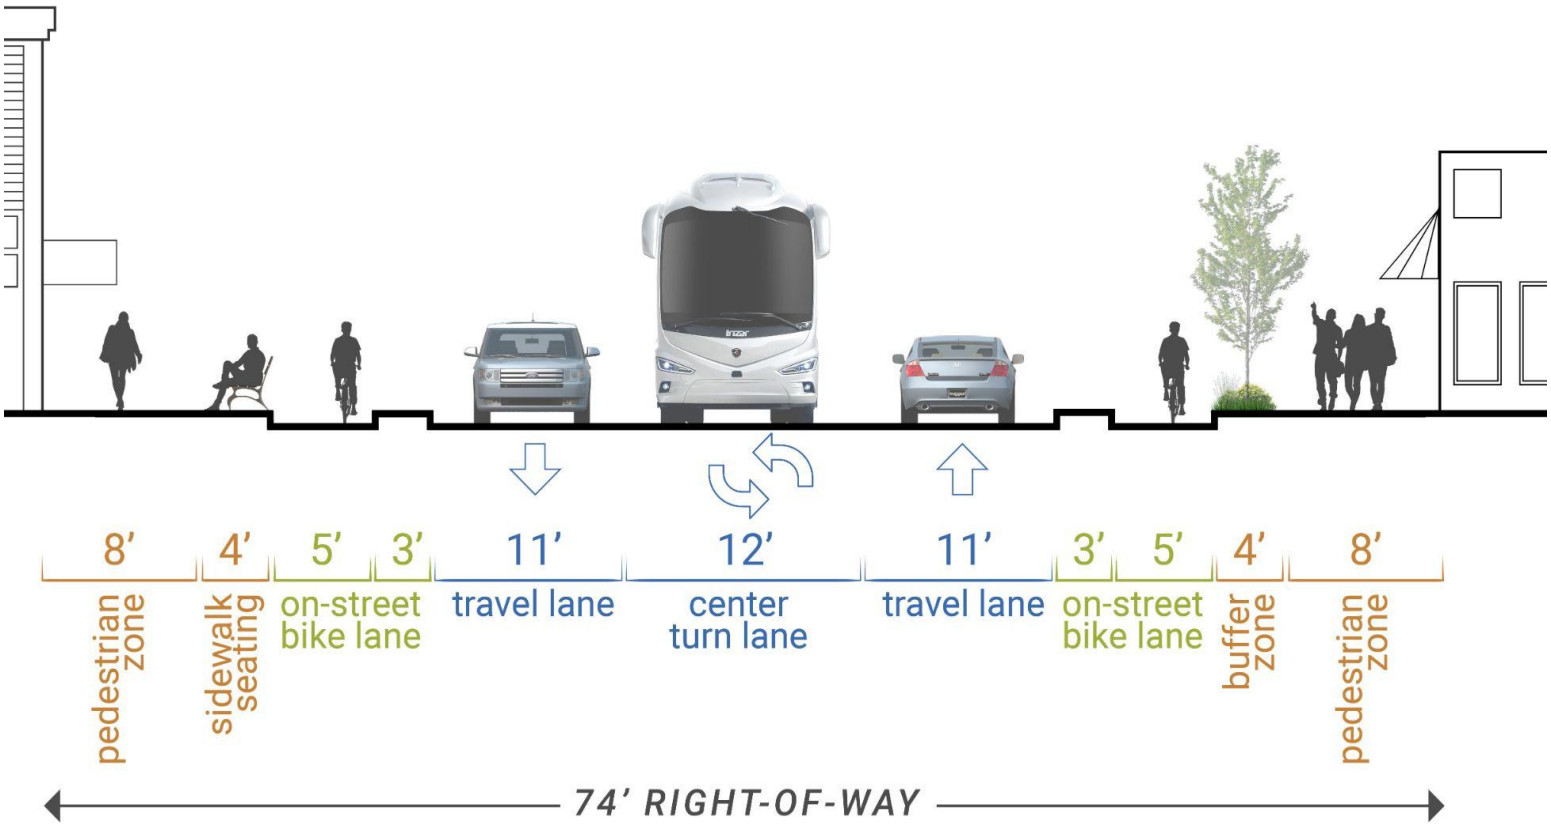 Irizar
8’ 4’ 5’ 3’ 11’ 12’ 11’ 3’ 5’ 4’ 8’
pedestrian
zone
sidewalk
seating
on-street
bike lane
travel lane
center
turn lane
travel lane
on-street
bike lane
buffer
zone
pedestrian
zone
74’ RIGHT-OF-WAY